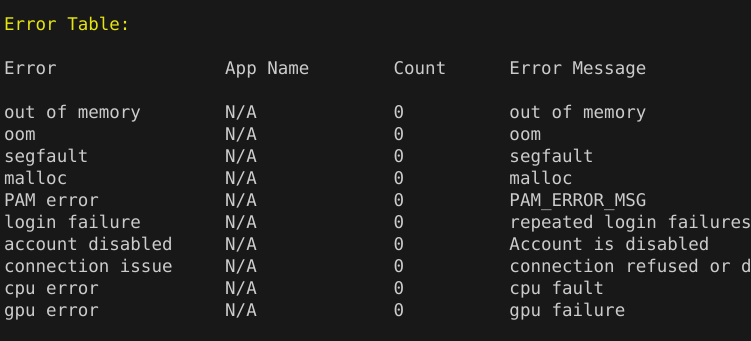 Error Table:
Error App Name Count Error Message
out of memory N/A 0 out of memory
oom N/A 0 oom
segfault N/A 0 segfault
malloc N/A 0 malloc
PAM error N/A 0 PAM_ERROR_MSG
login failure N/A 0 repeated login failures
account disabled N/A 0 Account is disabled
connection issue N/A 0 connection refused or
cpu error N/A 0 cpu fault
gpu error N/A 0 gpu failure